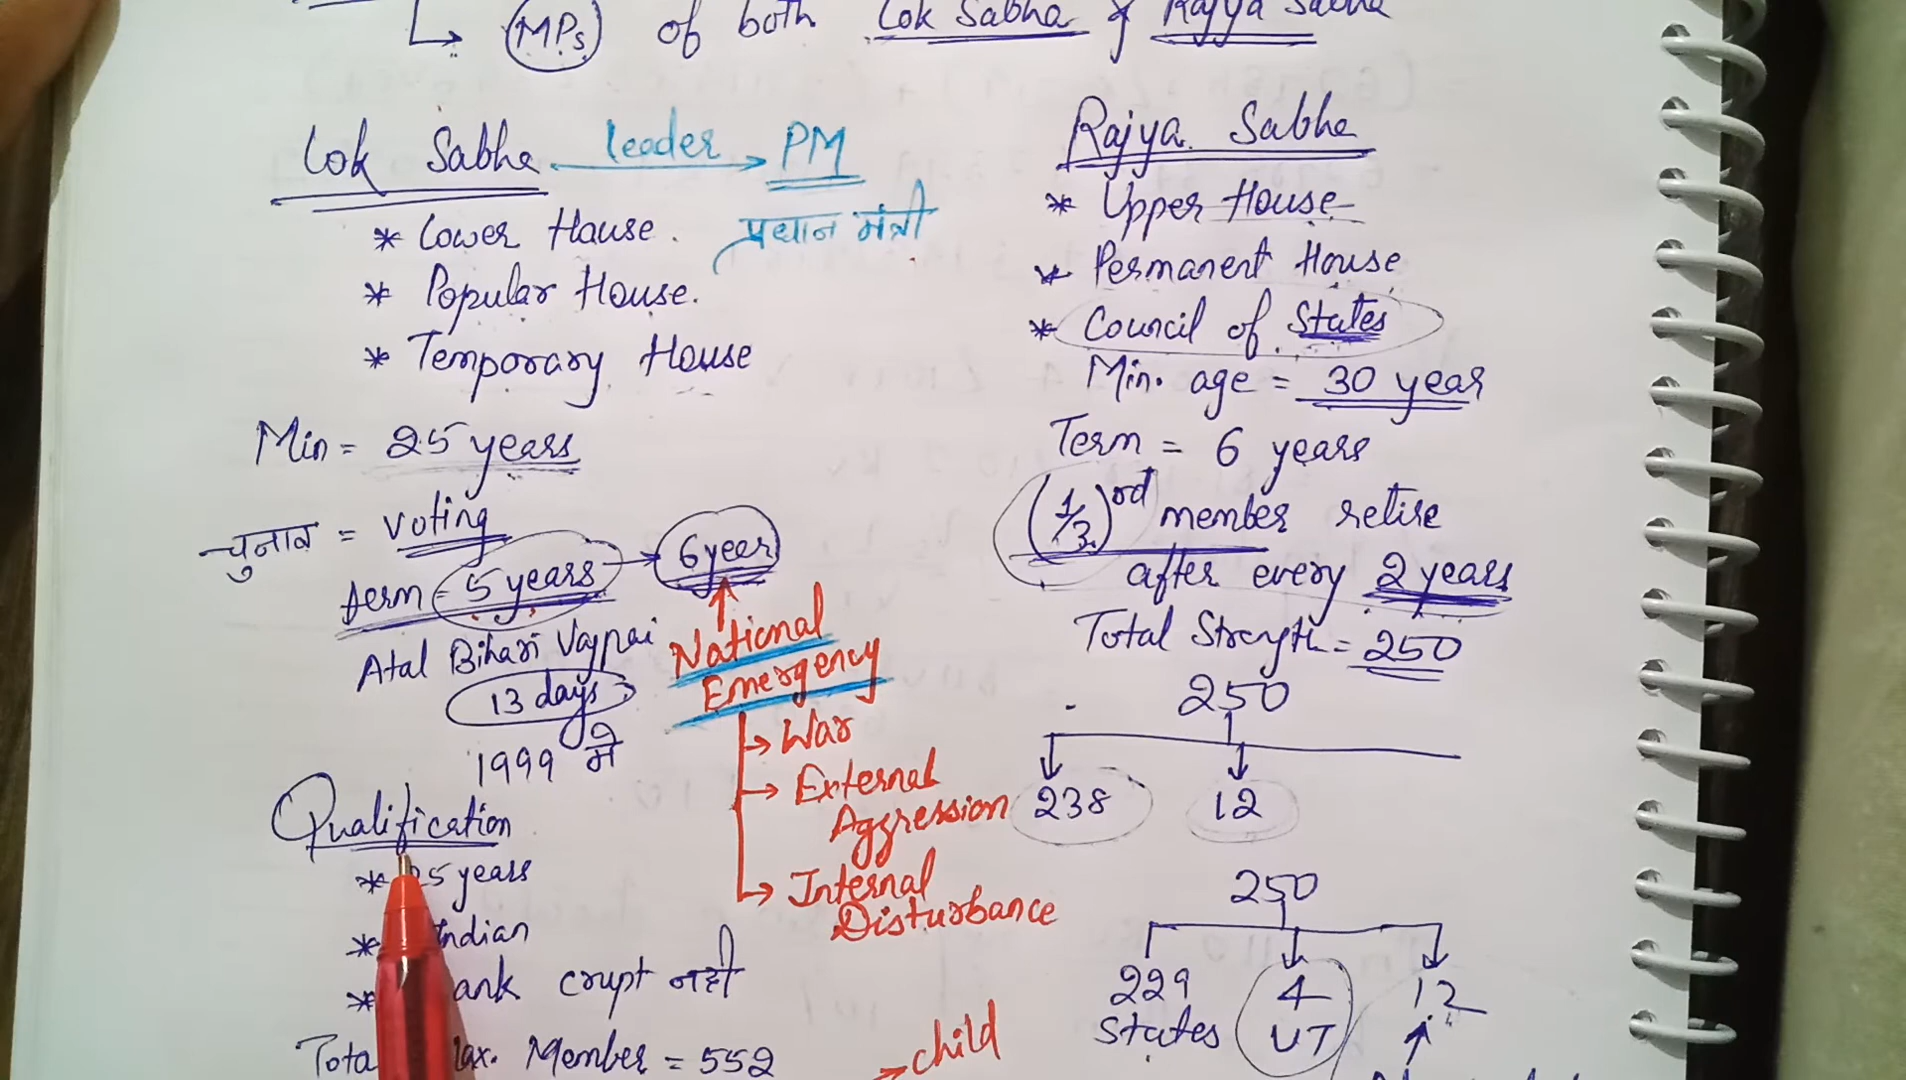 MPs of both Lok Sabha & Rajya Sabha
Lok Sabha leader PM
प्रधान मंत्री
* Lower House.
* Popular House.
* Temporary House
Min = 25 years
चुनाव = voting
term = 5 years → 6 year
Atal Bihari Vajpai
13 days
1999 मे
National
Emergency
→ War
→ External
Aggression
→ Internal
Disturbance
Qualification
* 25 years
* Indian
* ank crupt नही
Tota ax. Member = 552
→ child
Rajya Sabha
* Upper House
* Permanent House
* Council of States
Min. age = 30 year
Term = 6 years
(1/3)rd member retire
after every 2 years
Total Strength = 250
250
238 12
250
229 4 12
States UT